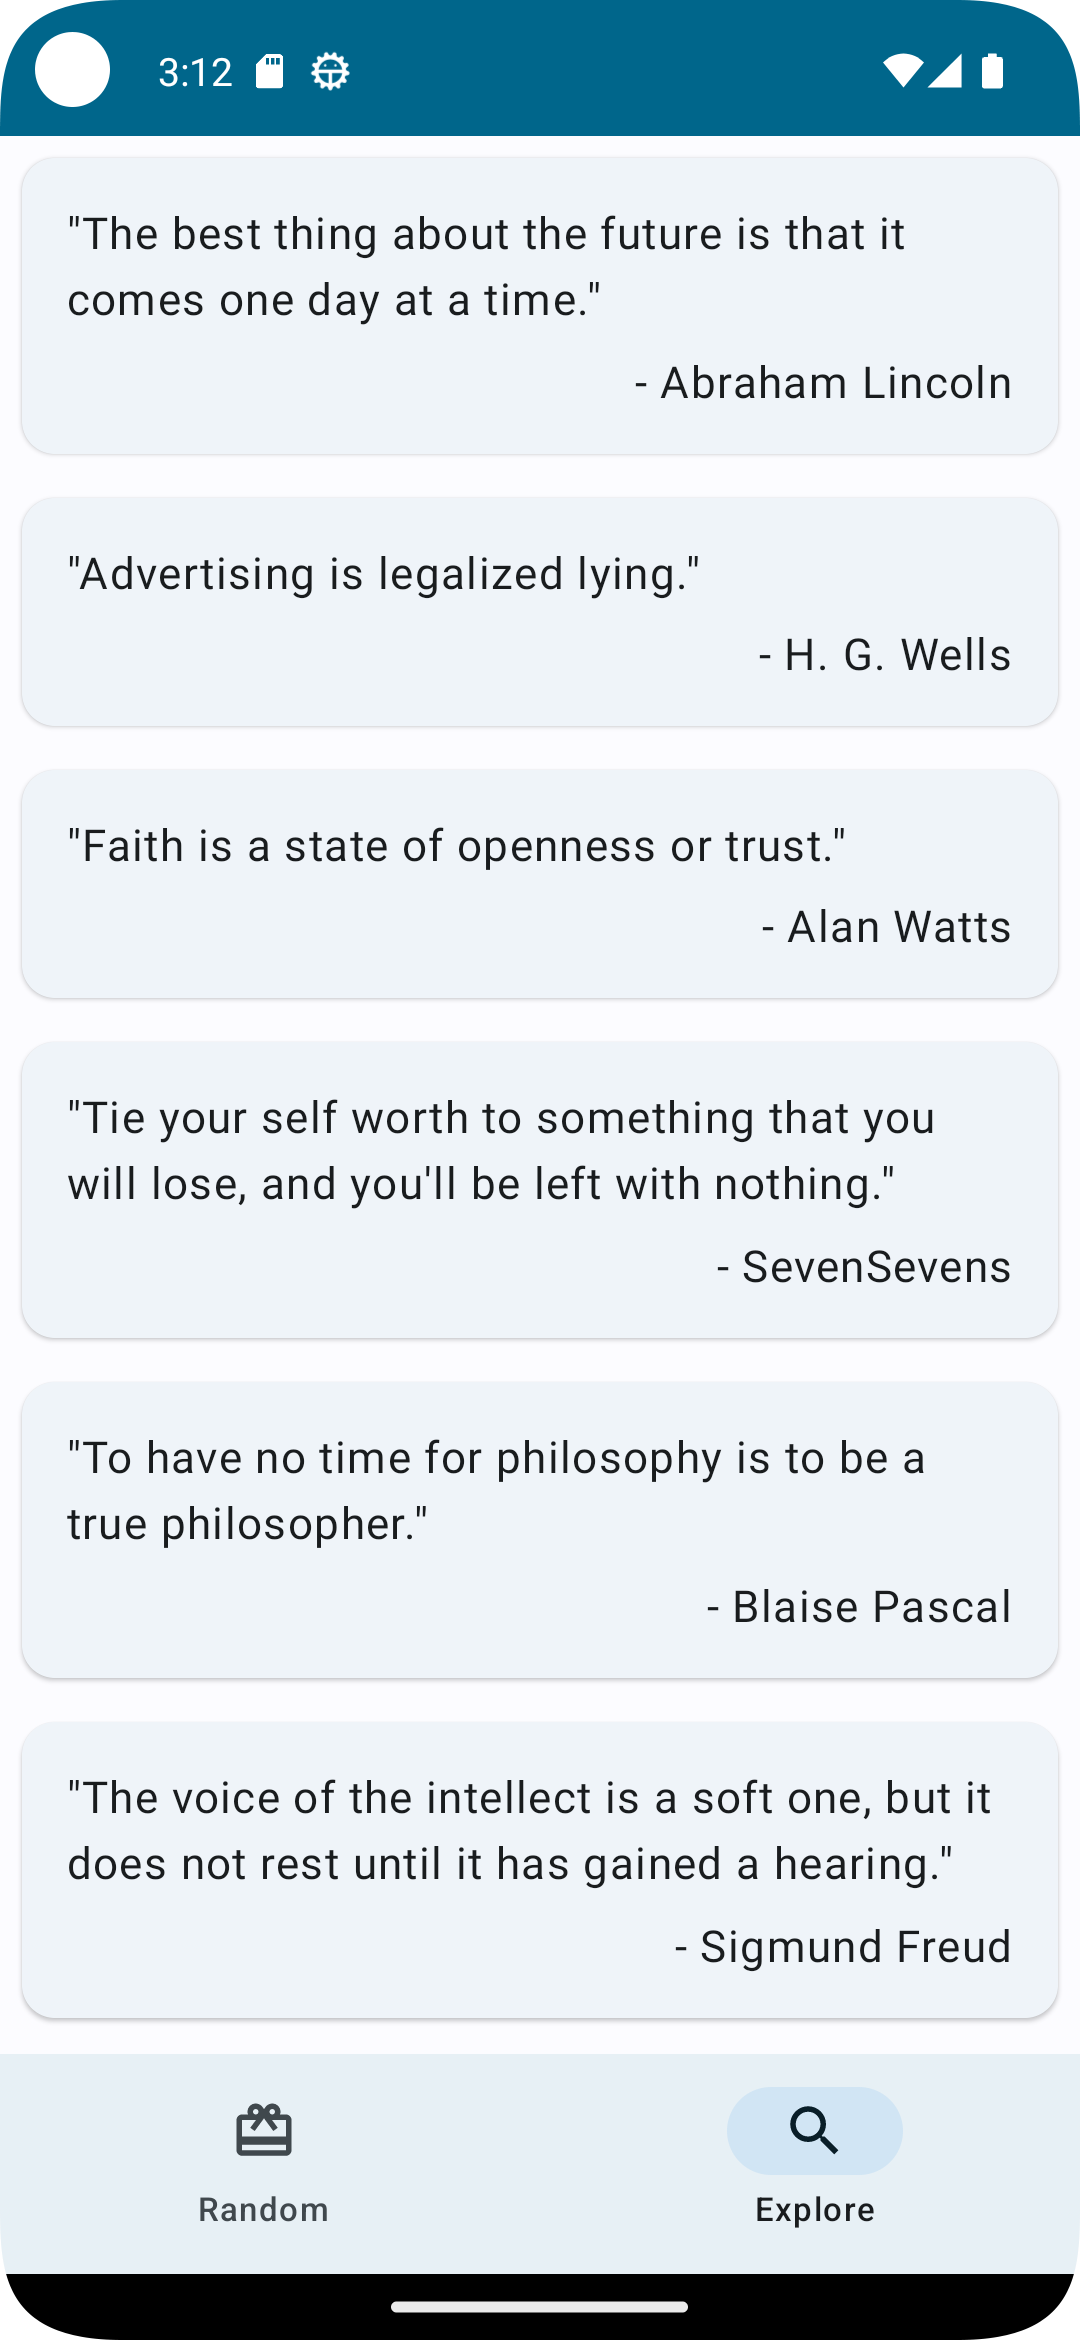 3:12
"The best thing about the future is that it
comes one day at a time."
- Abraham Lincoln
"Advertising is legalized lying."
- H. G. Wells
"Faith is a state of openness or trust."
- Alan Watts
"Tie your self worth to something that you
will lose, and you'll be left with nothing."
- SevenSevens
"To have no time for philosophy is to be a
true philosopher."
- Blaise Pascal
"The voice of the intellect is a soft one, but it
does not rest until it has gained a hearing."
- Sigmund Freud
Random
Explore